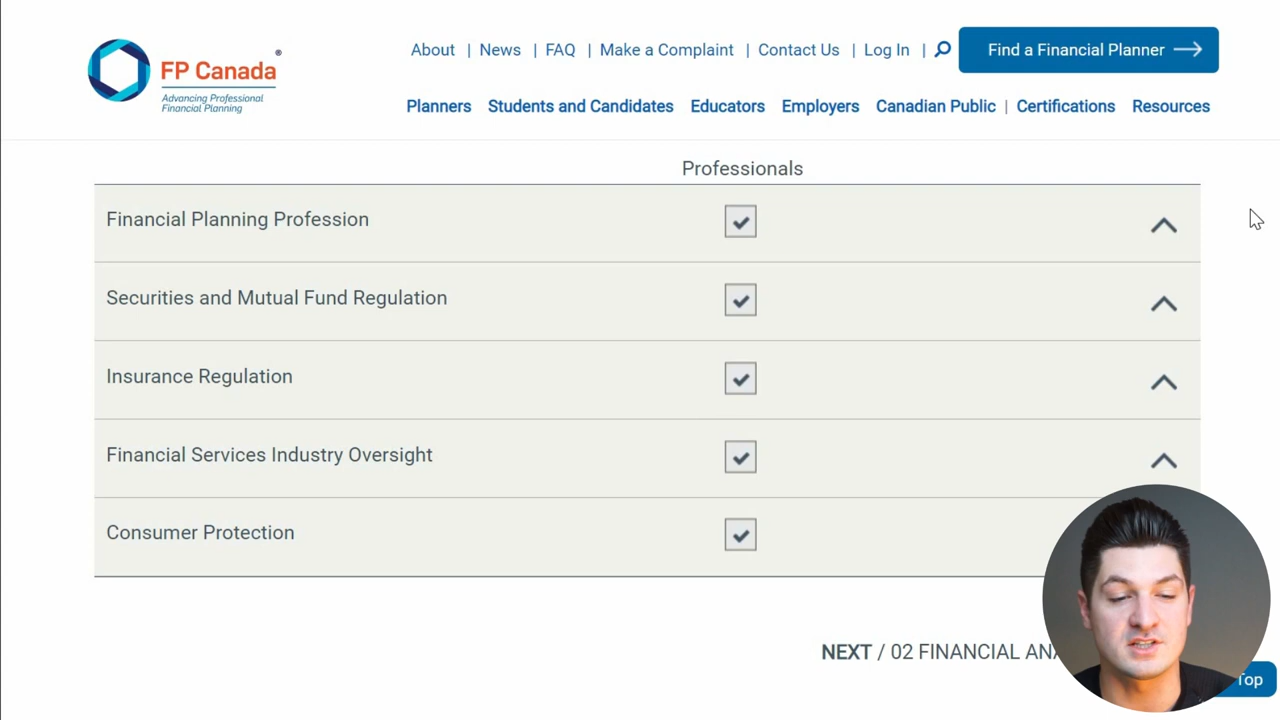 About | News | FAQ | Make a Complaint | Contact Us | Log In |
Find a Financial Planner
FP Canada®
Advancing Professional
Financial Planning
Planners Students and Candidates Educators Employers Canadian Public | Certifications Resources
Professionals
Financial Planning Profession
Securities and Mutual Fund Regulation
Insurance Regulation
Financial Services Industry Oversight
Consumer Protection
NEXT / 02 FINANCIAL
Top